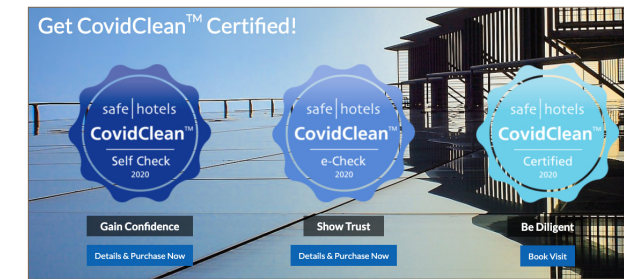 Get CovidClean™ Certified!
safe|hotels
CovidClean™
Self Check
2020
Gain Confidence
Details & Purchase Now
safe|hotels
CovidClean™
e-Check
2020
Show Trust
Details & Purchase Now
safe|hotels
CovidClean™
Certified
2020
Be Diligent
Book Visit